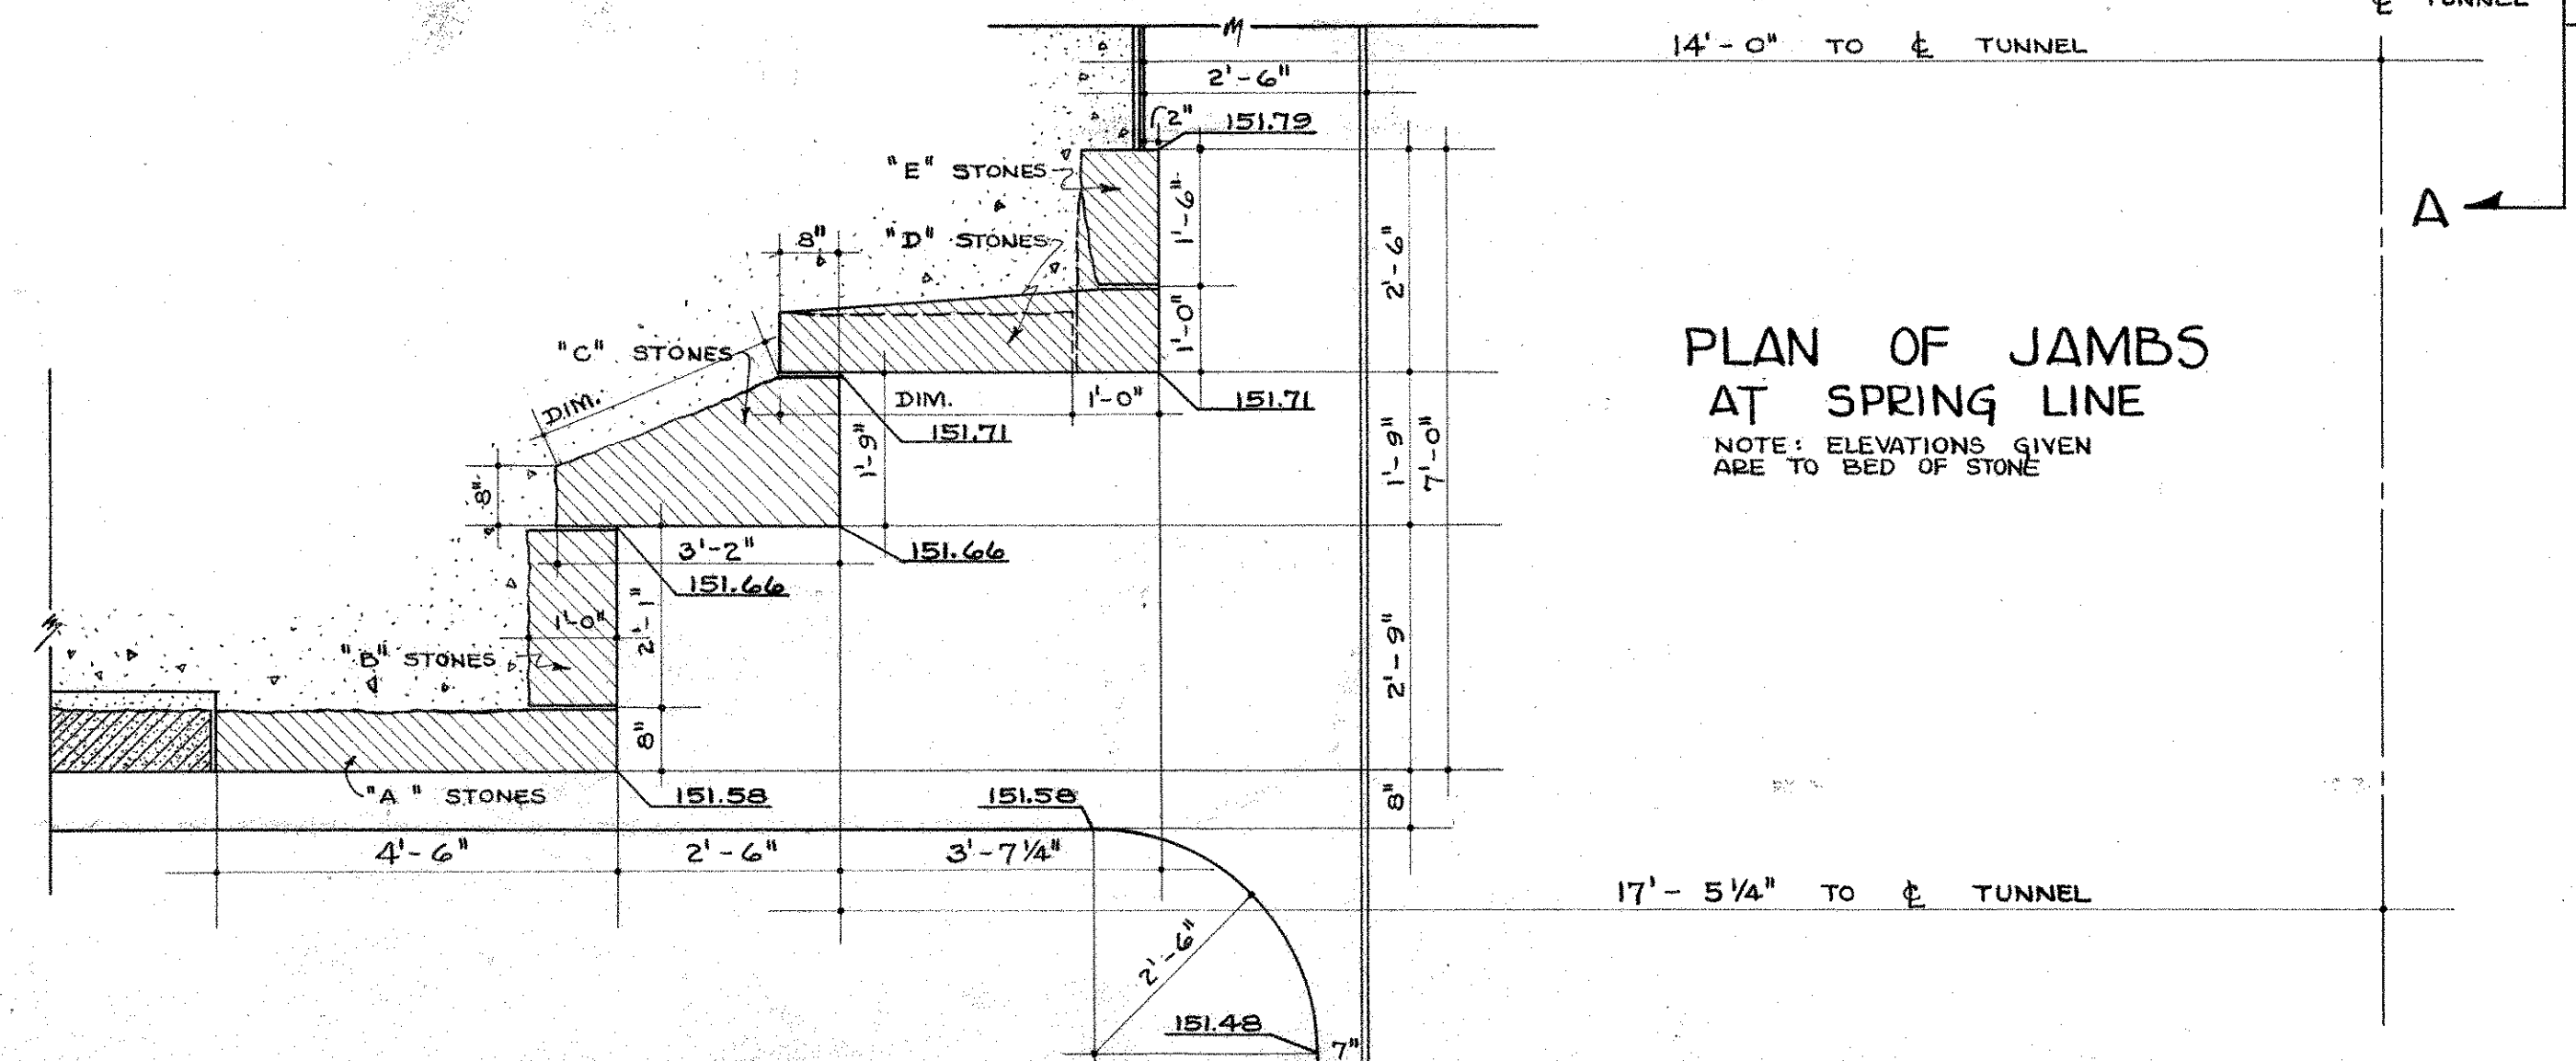 ℄ TUNNEL
14'-0" TO ℄ TUNNEL
2'-6"
2"
151.79
"E" STONES
1'-6"
A
8"
"D" STONES
2'-6"
1'-0"
PLAN OF JAMBS
AT SPRING LINE
NOTE: ELEVATIONS GIVEN
ARE TO BED OF STONE
"C" STONES
DIM.
DIM.
1'-0"
151.71
151.71
1'-9"
1'-9"
7'-0"
8"
3'-2"
151.66
151.66
1'-0"
2'-1"
2'-9"
"B" STONES
8"
"A" STONES
151.58
151.58
8"
4'-6"
2'-6"
3'-7 1/4"
17'-5 1/4" TO ℄ TUNNEL
2'-6"
151.48
7"